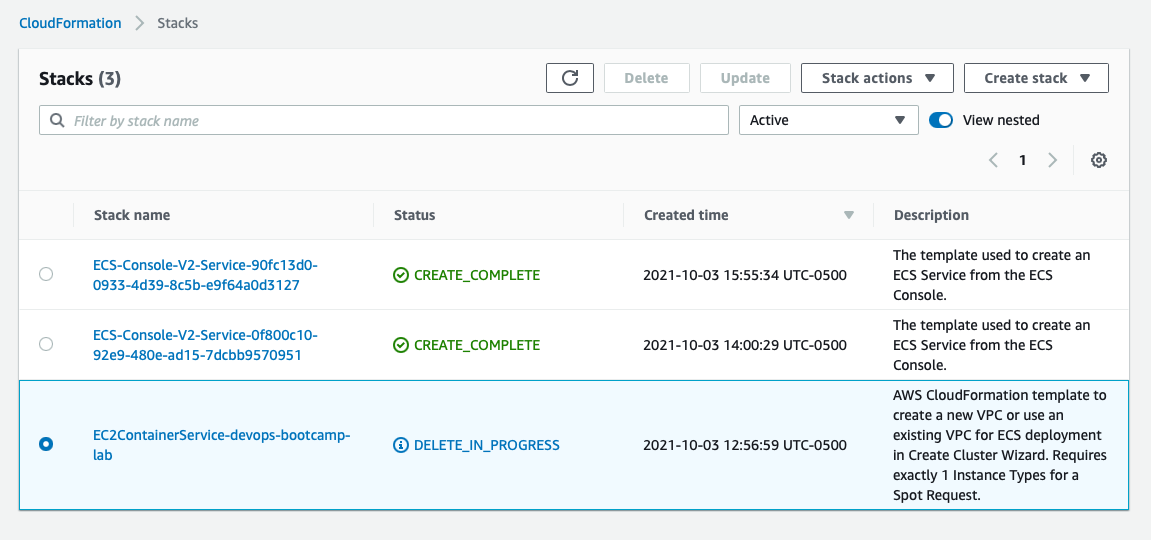 CloudFormation > Stacks
Stacks (3)
Delete
Update
Stack actions
Create stack
Filter by stack name
Active
View nested
1
Stack name
Status
Created time
Description
ECS-Console-V2-Service-90fc13d0-
0933-4d39-8c5b-e9f64a0d3127
CREATE_COMPLETE
2021-10-03 15:55:34 UTC-0500
The template used to create an
ECS Service from the ECS
Console.
ECS-Console-V2-Service-0f800c10-
92e9-480e-ad15-7dcbb9570951
CREATE_COMPLETE
2021-10-03 14:00:29 UTC-0500
The template used to create an
ECS Service from the ECS
Console.
EC2ContainerService-devops-bootcamp-
lab
DELETE_IN_PROGRESS
2021-10-03 12:56:59 UTC-0500
AWS CloudFormation template to
create a new VPC or use an
existing VPC for ECS deployment
in Create Cluster Wizard. Requires
exactly 1 Instance Types for a
Spot Request.